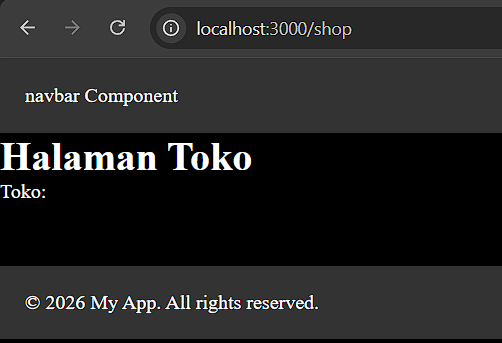 localhost:3000/shop
navbar Component
Halaman Toko
Toko:
© 2026 My App. All rights reserved.